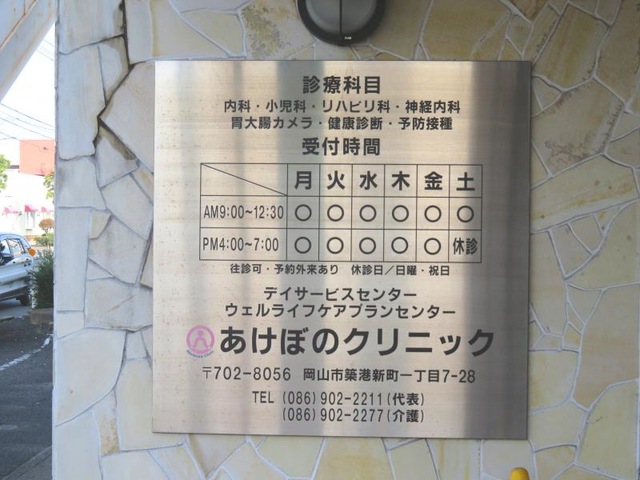 診療科目
内科・小児科・リハビリ科・神経内科
胃大腸カメラ・健康診断・予防接種
受付時間
月 火 水 木 金 土
AM9:00~12:30 ○ ○ ○ ○ ○ ○
PM4:00~7:00 ○ ○ ○ ○ ○ 休診
往診可・予約外来あり 休診日/日曜・祝日
デイサービスセンター
ウェルライフケアプランセンター
あけぼのクリニック
〒702-8056 岡山市築港新町一丁目7-28
TEL (086)902-2211(代表)
(086)902-2277(介護)